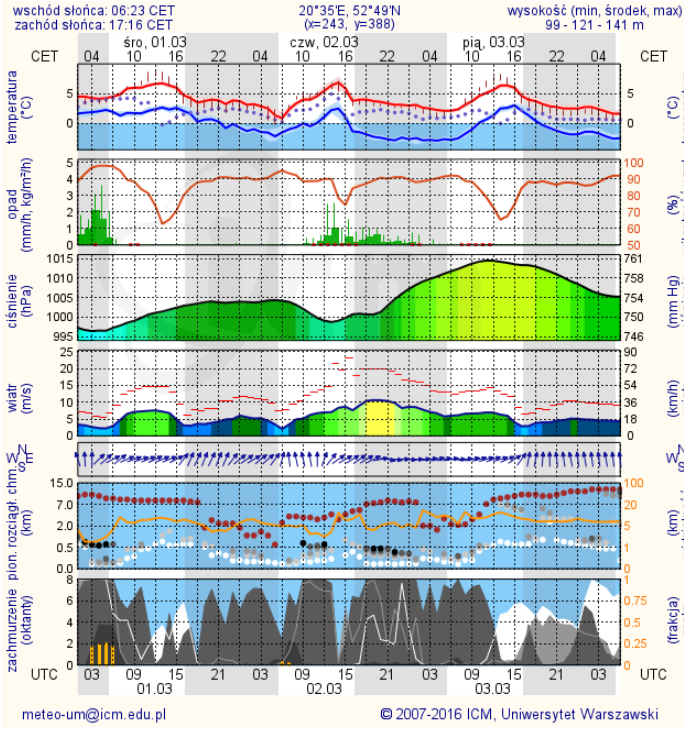 wschód słońca: 06:23 CET 20°35'E, 52°49'N wysokość (min, środek, max)
zachód słońca: 17:16 CET (x=243, y=388) 99 - 121 - 141 m
śro, 01.03 czw, 02.03 pią, 03.03
CET 04 10 16 22 04 10 16 22 04 10 16 22 04 CET
temperatura (°C)
5
0
5
0
(°C)
opad (mm/h, kg/m²/h)
5
4
3
2
1
0
100
90
80
70
60
50
(%)
ciśnienie (hPa)
1015
1010
1005
1000
995
761
758
754
750
746
(mm Hg)
wiatr (m/s)
25
20
15
10
5
0
90
72
54
36
18
0
(km/h)
N
W E
S
N
W
S
pion. rozciągł. chm. (km)
15.0
7.0
2.0
0.5
0.0
100
20
5
1
0
(km)
zachmurzenie (oktanty)
8
6
4
2
0
1
0.75
0.5
0.25
0
(frakcja)
UTC 03 09 15 21 03 09 15 21 03 09 15 21 03 UTC
01.03 02.03 03.03
meteo-um@icm.edu.pl © 2007-2016 ICM, Uniwersytet Warszawski